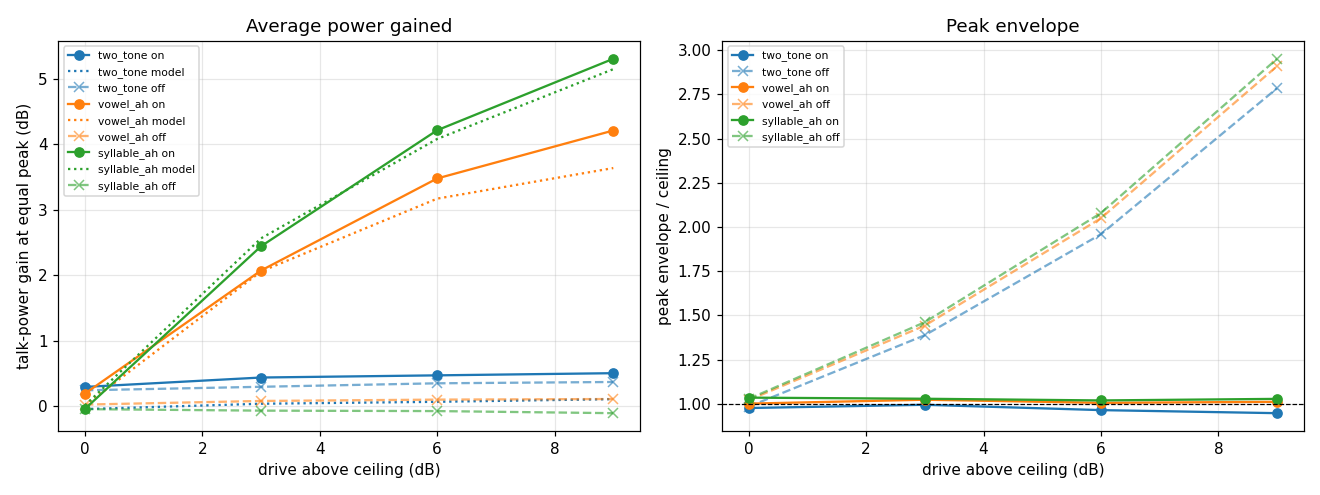 Average power gained
talk-power gain at equal peak (dB)
5
4
3
2
1
0
two_tone on
two_tone model
two_tone off
vowel_ah on
vowel_ah model
vowel_ah off
syllable_ah on
syllable_ah model
syllable_ah off
0 2 4 6 8
drive above ceiling (dB)
Peak envelope
peak envelope / ceiling
3.00
2.75
2.50
2.25
2.00
1.75
1.50
1.25
1.00
two_tone on
two_tone off
vowel_ah on
vowel_ah off
syllable_ah on
syllable_ah off
0 2 4 6 8
drive above ceiling (dB)